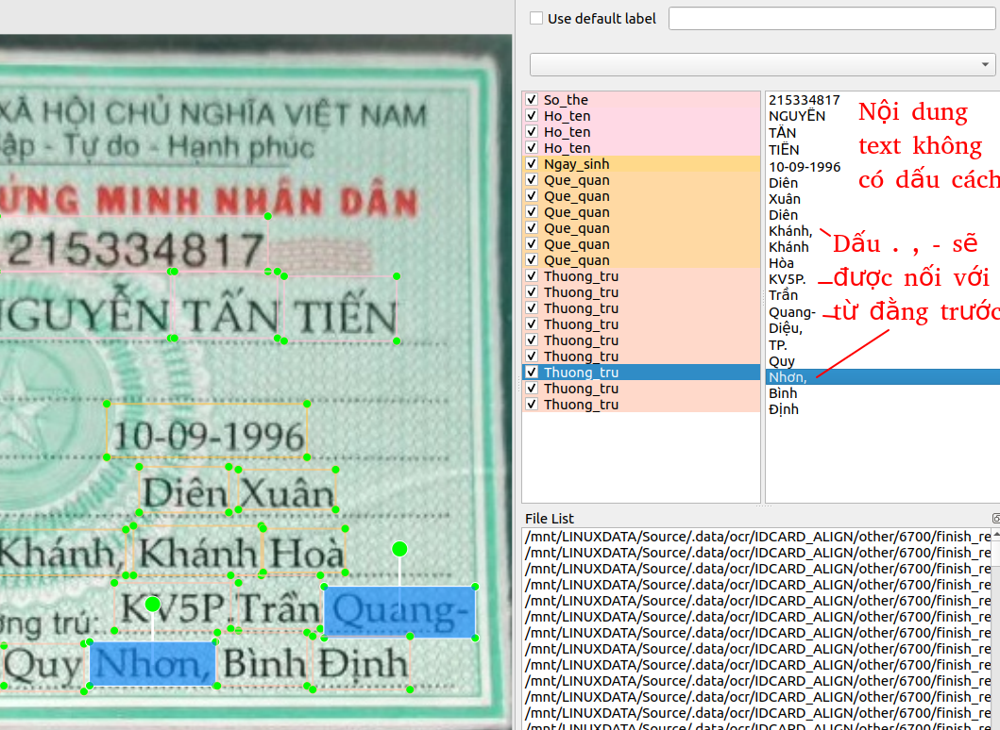 Use default label
XÃ HỘI CHỦ NGHĨA VIỆT NAM
lập - Tự do - Hạnh phúc
ỨNG MINH NHÂN DÂN
215334817
NGUYỄN TẤN TIẾN
10-09-1996
Diên Xuân
Khánh, Khánh Hoà
ng trú: KV5P. Trần Quang-
Quy Nhơn, Bình Định
So_the
Ho_ten
Ho_ten
Ho_ten
Ngay_sinh
Que_quan
Que_quan
Que_quan
Que_quan
Que_quan
Que_quan
Thuong_tru
Thuong_tru
Thuong_tru
Thuong_tru
Thuong_tru
Thuong_tru
Thuong_tru
Thuong_tru
Thuong_tru
215334817
NGUYỄN
TẤN
TIẾN
10-09-1996
Diên
Xuân
Diên
Khánh,
Khánh
Hòa
KV5P.
Trần
Quang-
Diệu,
TP.
Quy
Nhơn,
Bình
Định
Nội dung
text không
có dấu cách
Dấu . , - sẽ
được nối với
từ đằng trước
File List
/mnt/LINUXDATA/Source/.data/ocr/IDCARD_ALIGN/other/6700/finish_re
/mnt/LINUXDATA/Source/.data/ocr/IDCARD_ALIGN/other/6700/finish_re
/mnt/LINUXDATA/Source/.data/ocr/IDCARD_ALIGN/other/6700/finish_re
/mnt/LINUXDATA/Source/.data/ocr/IDCARD_ALIGN/other/6700/finish_re
/mnt/LINUXDATA/Source/.data/ocr/IDCARD_ALIGN/other/6700/finish_re
/mnt/LINUXDATA/Source/.data/ocr/IDCARD_ALIGN/other/6700/finish_re
/mnt/LINUXDATA/Source/.data/ocr/IDCARD_ALIGN/other/6700/finish_re
/mnt/LINUXDATA/Source/.data/ocr/IDCARD_ALIGN/other/6700/finish_re
/mnt/LINUXDATA/Source/.data/ocr/IDCARD_ALIGN/other/6700/finish_re
/mnt/LINUXDATA/Source/.data/ocr/IDCARD_ALIGN/other/6700/finish_re
/mnt/LINUXDATA/Source/.data/ocr/IDCARD_ALIGN/other/6700/finish_re
/mnt/LINUXDATA/Source/.data/ocr/IDCARD_ALIGN/other/6700/finish_re
/mnt/LINUXDATA/Source/.data/ocr/IDCARD_ALIGN/other/6700/finish_re